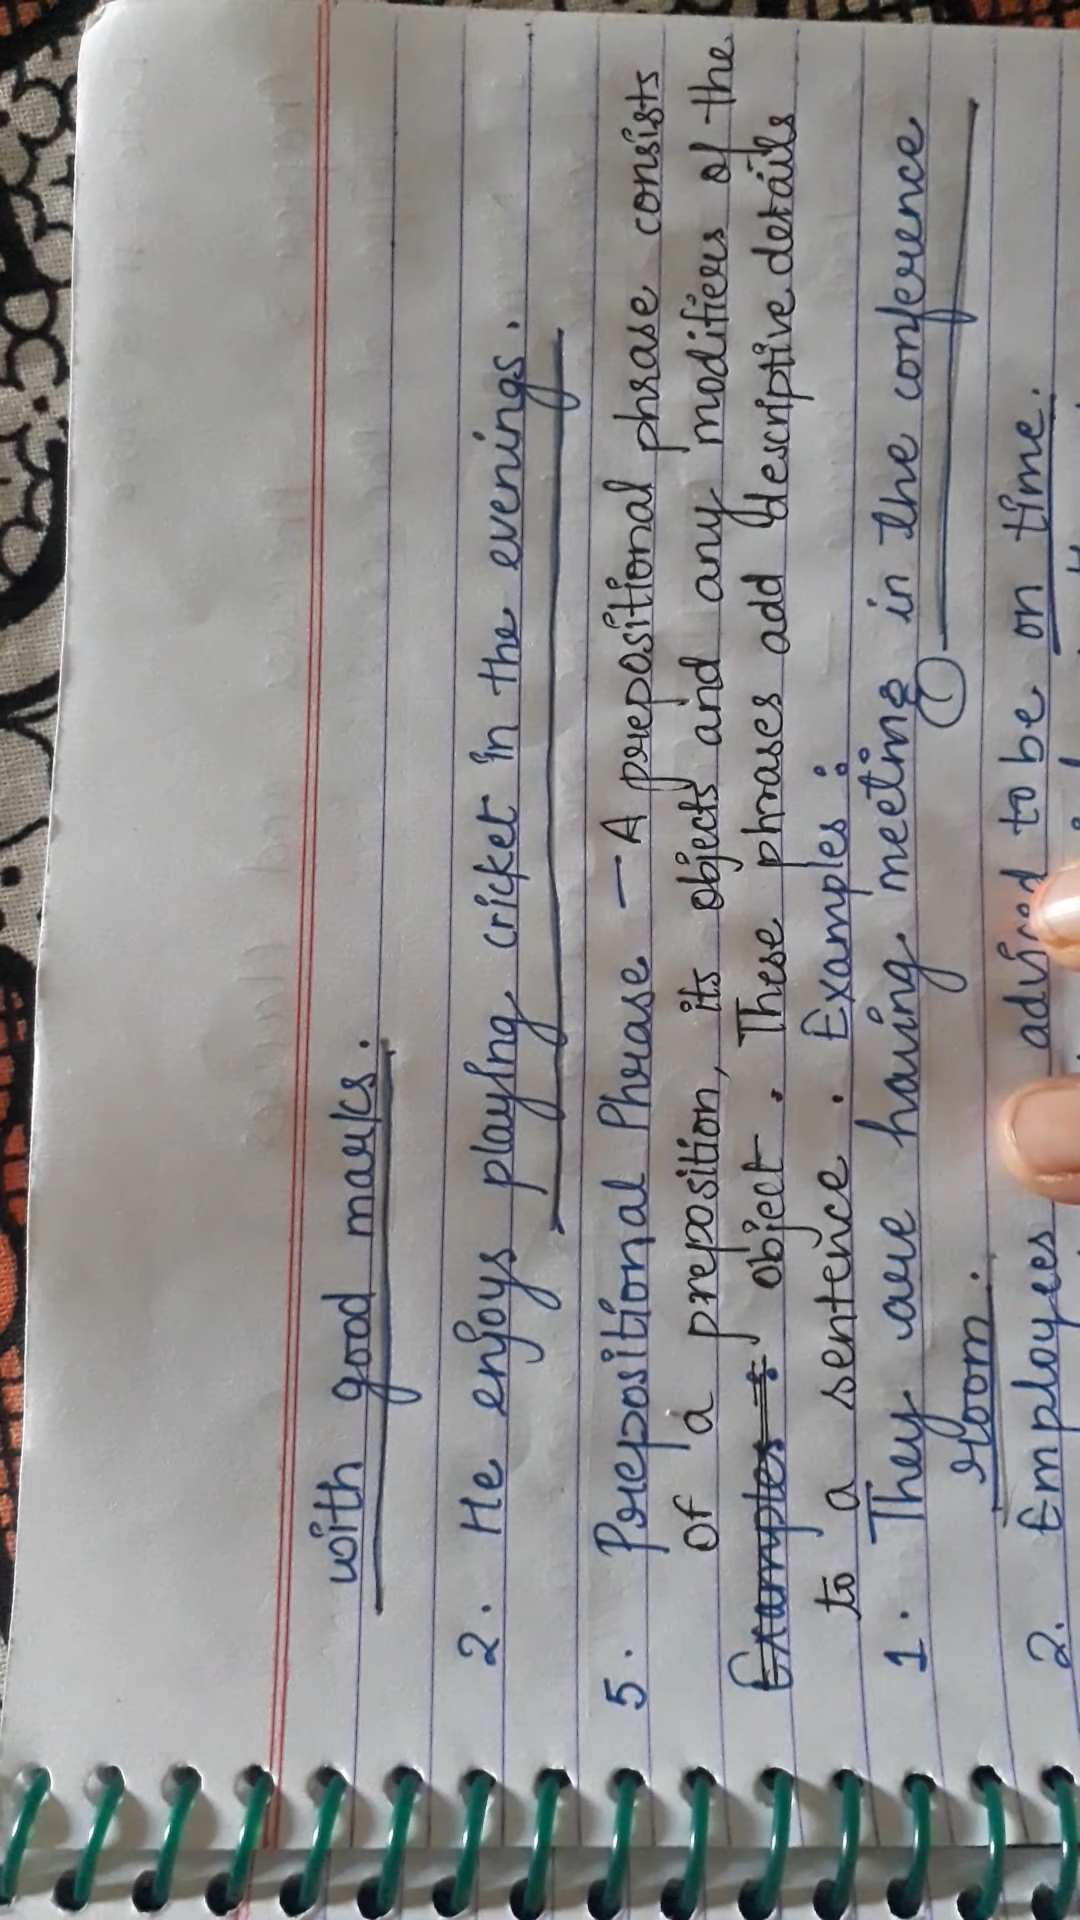 with good marks.
2. He enjoys playing cricket in the evenings.
5. Prepositional Phrase - A prepositional phrase consists
of a preposition, its objects and any modifiers of the
Examples : object. These phrases add descriptive details
to a sentence. Examples :
1. They are having meeting in the conference
room.
2. Employees advised to be on time.